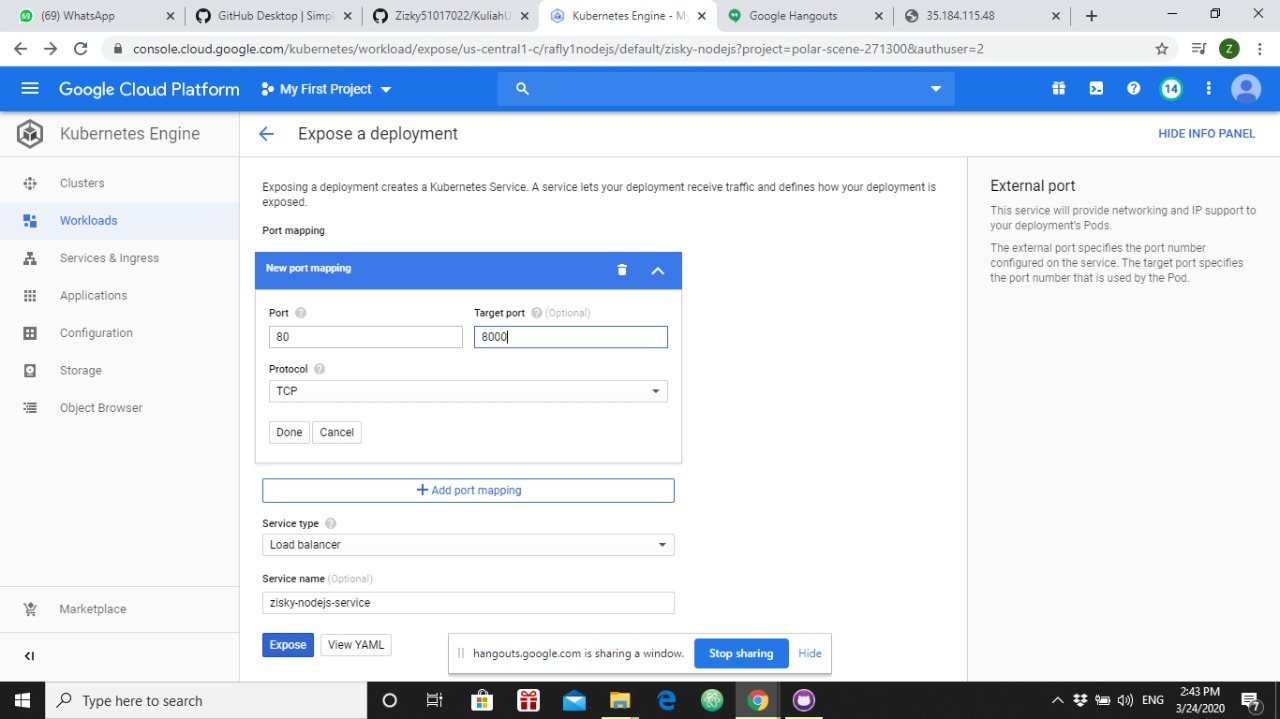 (69) WhatsApp
GitHub Desktop | Simpl
Zizky51017022/KuliahU
Kubernetes Engine - My
Google Hangouts
35.184.115.48
console.cloud.google.com/kubernetes/workload/expose/us-central1-c/rafly1nodejs/default/zisky-nodejs?project=polar-scene-271300&authuser=2
Z
Google Cloud Platform
My First Project
14
Kubernetes Engine
Expose a deployment
HIDE INFO PANEL
Clusters
Workloads
Services & Ingress
Applications
Configuration
Storage
Object Browser
Marketplace
Exposing a deployment creates a Kubernetes Service. A service lets your deployment receive traffic and defines how your deployment is
exposed.
Port mapping
New port mapping
Port
Target port (Optional)
80
8000
Protocol
TCP
Done Cancel
Add port mapping
Service type
Load balancer
Service name (Optional)
zisky-nodejs-service
Expose View YAML
External port
This service will provide networking and IP support to
your deployment's Pods.
The external port specifies the port number
configured on the service. The target port specifies
the port number that is used by the Pod.
hangouts.google.com is sharing a window. Stop sharing Hide
Type here to search
ENG
2:43 PM
3/24/2020
7